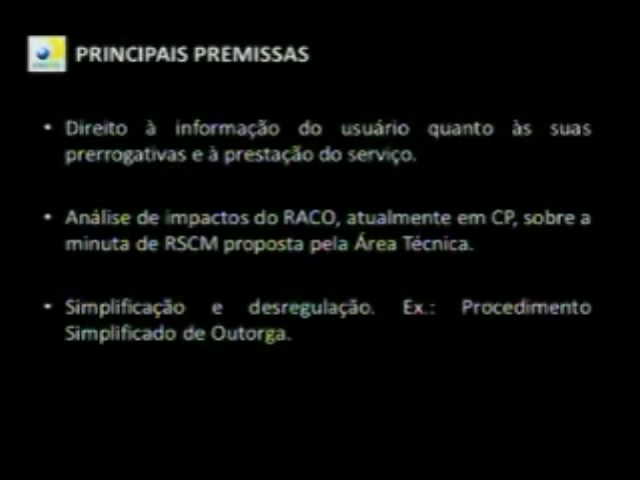 PRINCIPAIS PREMISSAS
• Direito à informação do usuário quanto às suas
prerrogativas e à prestação do serviço.
• Análise de impactos do RACO, atualmente em CP, sobre a
minuta de RSCM proposta pela Área Técnica.
• Simplificação e desregulação. Ex.: Procedimento
Simplificado de Outorga.